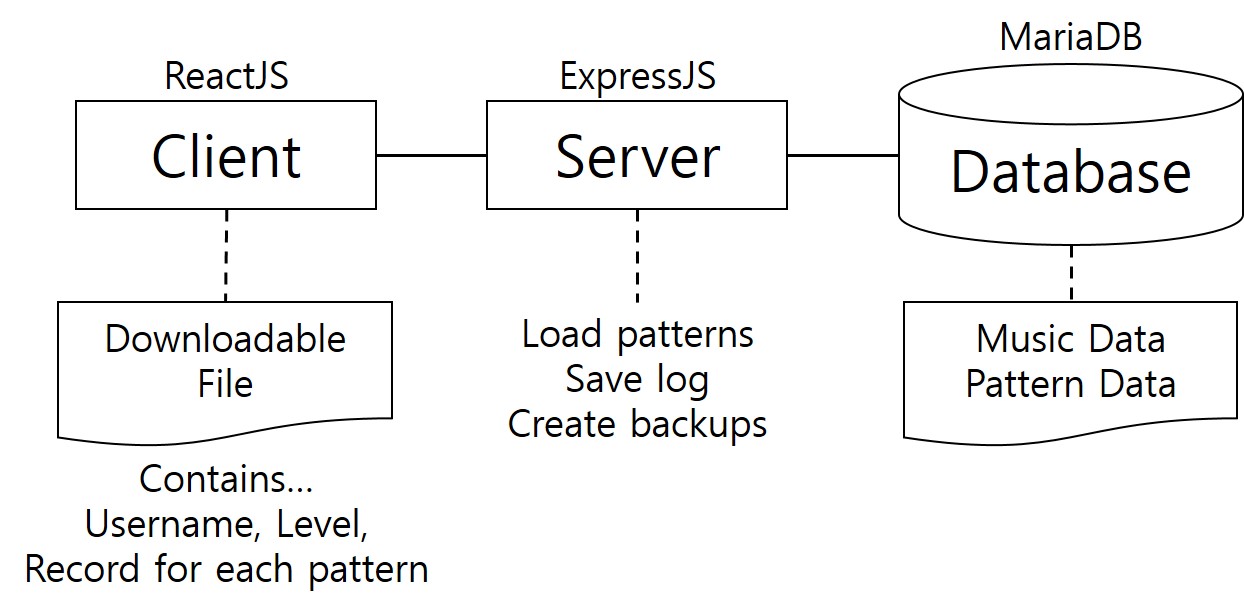 ReactJS
Client
ExpressJS
Server
MariaDB
Database
Downloadable
File
Contains...
Username, Level,
Record for each pattern
Load patterns
Save log
Create backups
Music Data
Pattern Data